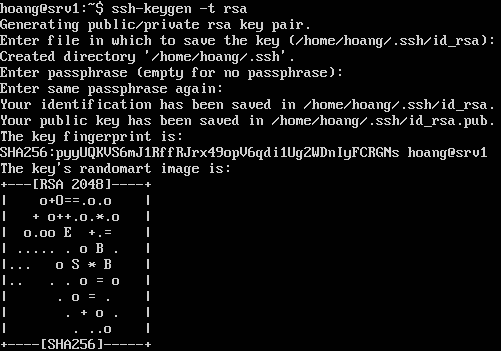 hoang@srv1:~$ ssh-keygen -t rsa
Generating public/private rsa key pair.
Enter file in which to save the key (/home/hoang/.ssh/id_rsa):
Created directory '/home/hoang/.ssh'.
Enter passphrase (empty for no passphrase):
Enter same passphrase again:
Your identification has been saved in /home/hoang/.ssh/id_rsa.
Your public key has been saved in /home/hoang/.ssh/id_rsa.pub.
The key fingerprint is:
SHA256:pyyUQKVS6mJ1RffRJrx49opV6qdi1Ug2WDnIyFCRGNs hoang@srv1
The key's randomart image is:
+---[RSA 2048]----+
|    o+O==.o.o    |
|   + o++.o.*.o   |
|  o.oo E  +.=    |
| ..... . o B .   |
|...   o S * B    |
|..   . . o = o   |
|      . o = .    |
|       . + o .   |
|        . ..o    |
+----[SHA256]-----+